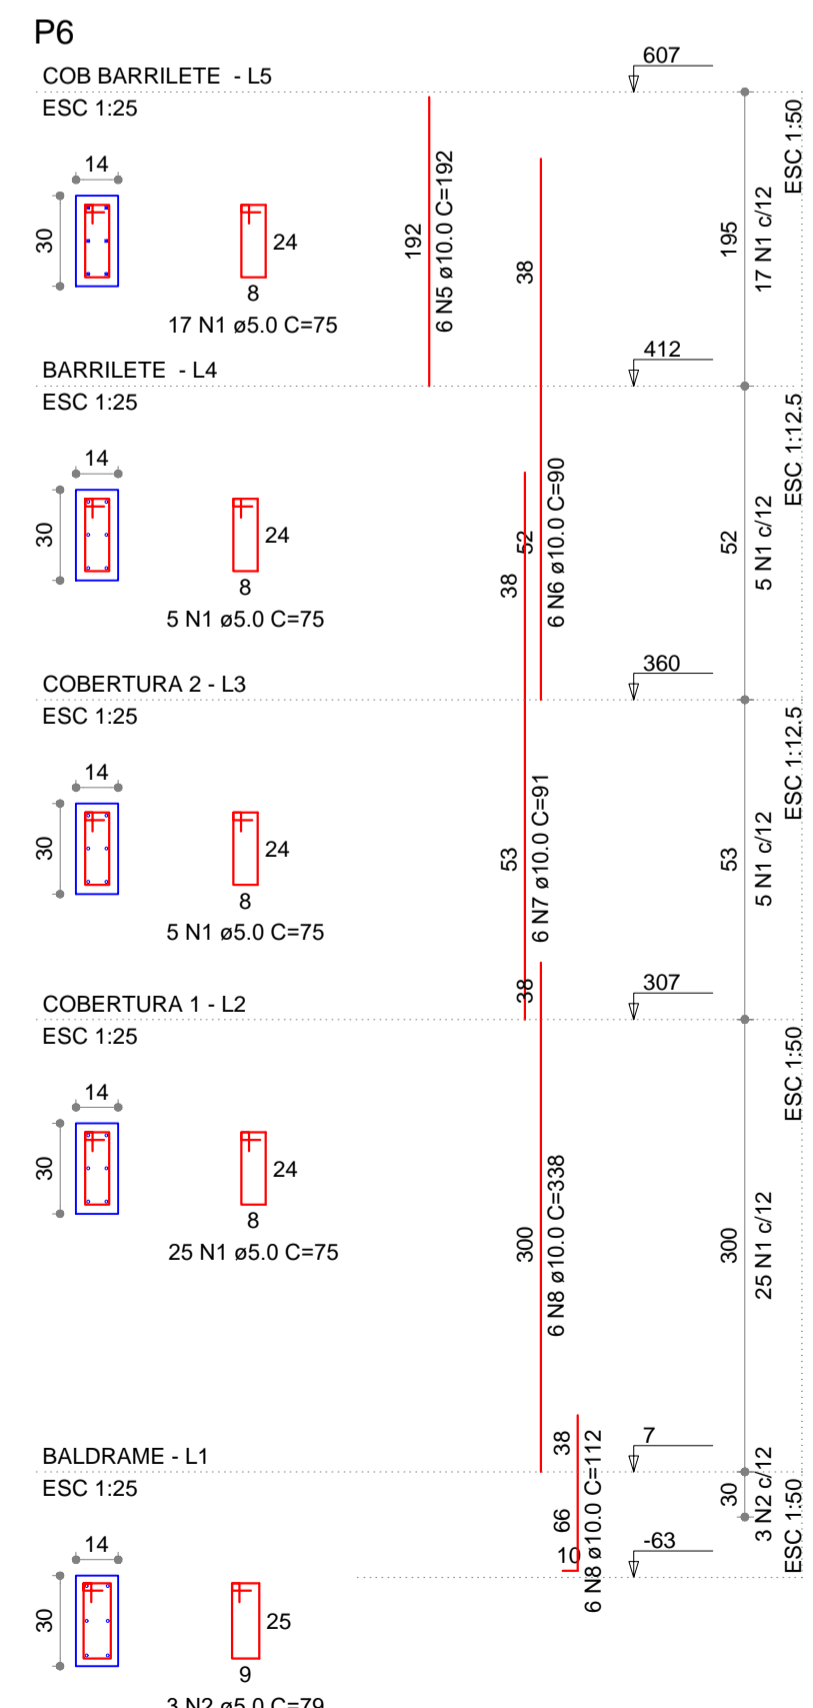 P6
COB BARRILETE - L5
607
ESC 1:25
ESC 1:50
14
30
24
8
17 N1 ø5.0 C=75
192
6 N5 ø10.0 C=192
38
195
17 N1 c/12
BARRILETE - L4
412
ESC 1:25
ESC 1:12.5
14
30
24
8
5 N1 ø5.0 C=75
38
52
6 N6 ø10.0 C=90
52
5 N1 c/12
COBERTURA 2 - L3
360
ESC 1:25
ESC 1:12.5
14
30
24
8
5 N1 ø5.0 C=75
53
6 N7 ø10.0 C=91
38
53
5 N1 c/12
COBERTURA 1 - L2
307
ESC 1:25
ESC 1:50
14
30
24
8
25 N1 ø5.0 C=75
300
6 N8 ø10.0 C=338
300
25 N1 c/12
BALDRAME - L1
7
ESC 1:25
ESC 1:50
38
66
10
6 N8 ø10.0 C=112
30
3 N2 c/12
-63
14
30
25
9
3 N2 ø5.0 C=79